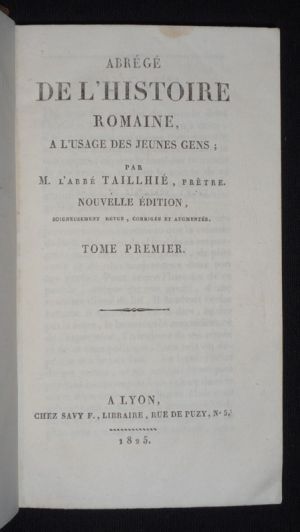 ABRÉGÉ
DE L'HISTOIRE
ROMAINE,
A L'USAGE DES JEUNES GENS ;
PAR
M. L'ABBÉ TAILLHIÉ, PRÊTRE.
NOUVELLE ÉDITION,
SOIGNEUSEMENT REVUE, CORRIGÉE ET AUGMENTÉE.
TOME PREMIER.
A LYON,
CHEZ SAVY F., LIBRAIRE, RUE DE PUZY, N° 5.
1825.